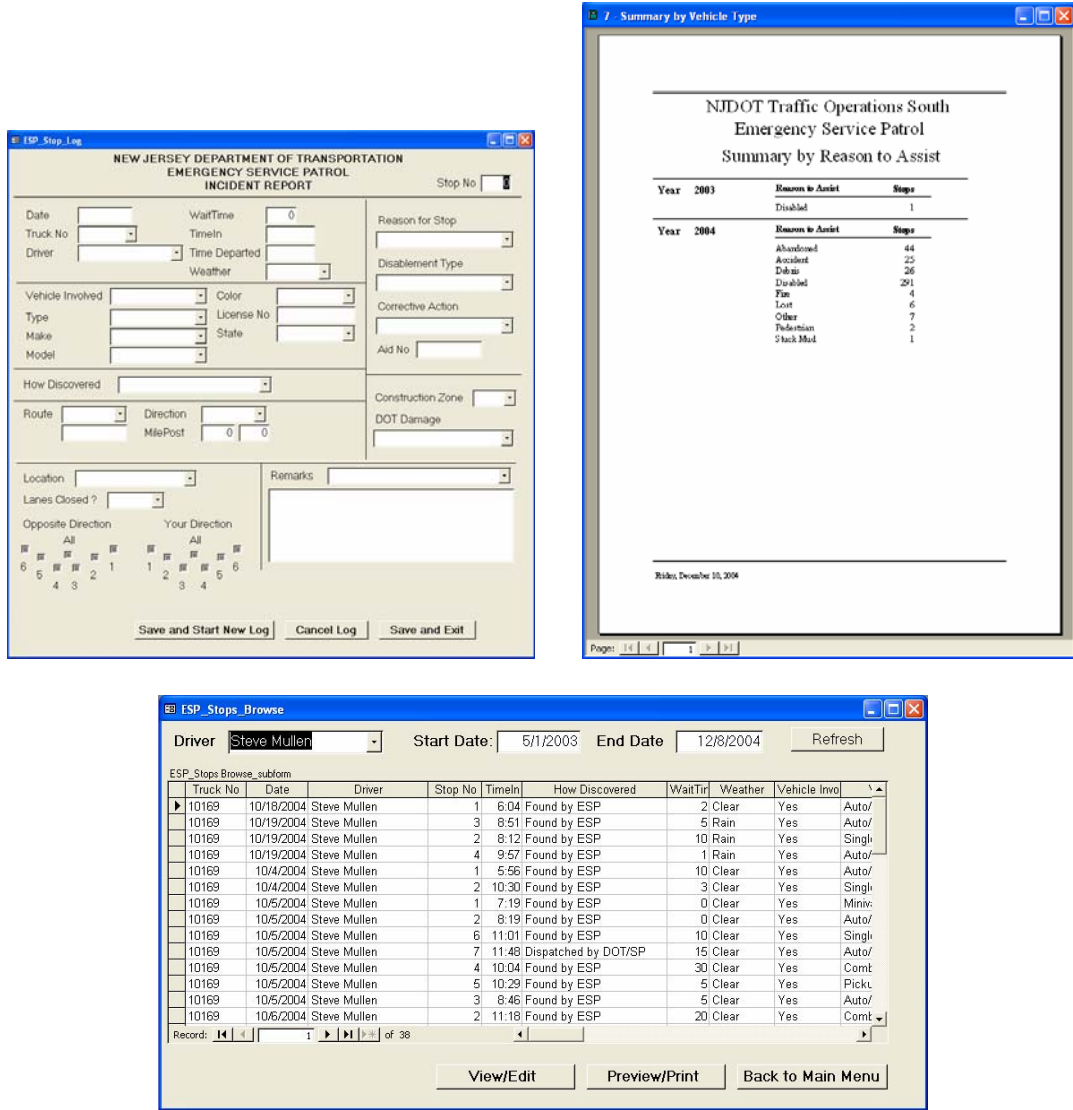 ESP_Stop_Log
NEW JERSEY DEPARTMENT OF TRANSPORTATION
EMERGENCY SERVICE PATROL
INCIDENT REPORT
Stop No 0
Date WaitTime 0
Truck No TimeIn
Driver Time Departed
Weather
Reason for Stop
Disablement Type
Corrective Action
Aid No
Vehicle Involved Color
Type License No
Make State
Model
How Discovered
Construction Zone
DOT Damage
Route Direction
MilePost 0 0
Location
Remarks
Lanes Closed ?
Opposite Direction Your Direction
All All
6 5 4 3 2 1 1 2 3 4 5 6
Save and Start New Log Cancel Log Save and Exit
7 - Summary by Vehicle Type
NJDOT Traffic Operations South
Emergency Service Patrol
Summary by Reason to Assist
Year 2003 Reason to Assist Stops
Disabled 1
Year 2004 Reason to Assist Stops
Abandoned 44
Accident 25
Debris 26
Disabled 291
Fire 4
Lost 6
Other 7
Pedestrian 2
Stuck Mud 1
Friday, December 10, 2004
Page: 1
ESP_Stops_Browse
Driver Steve Mullen Start Date: 5/1/2003 End Date 12/8/2004 Refresh
ESP_Stops Browse_subform
Truck No Date Driver Stop No TimeIn How Discovered WaitTir Weather Vehicle Invo
10169 10/18/2004 Steve Mullen 1 6:04 Found by ESP 2 Clear Yes Auto/
10169 10/19/2004 Steve Mullen 3 8:51 Found by ESP 5 Rain Yes Auto/
10169 10/19/2004 Steve Mullen 2 8:12 Found by ESP 10 Rain Yes Singl
10169 10/19/2004 Steve Mullen 4 9:57 Found by ESP 1 Rain Yes Auto/
10169 10/4/2004 Steve Mullen 1 5:56 Found by ESP 10 Clear Yes Auto/
10169 10/4/2004 Steve Mullen 2 10:30 Found by ESP 3 Clear Yes Singl
10169 10/5/2004 Steve Mullen 1 7:19 Found by ESP 0 Clear Yes Miniv
10169 10/5/2004 Steve Mullen 2 8:19 Found by ESP 0 Clear Yes Auto/
10169 10/5/2004 Steve Mullen 6 11:01 Found by ESP 10 Clear Yes Singl
10169 10/5/2004 Steve Mullen 7 11:48 Dispatched by DOT/SP 15 Clear Yes Auto/
10169 10/5/2004 Steve Mullen 4 10:04 Found by ESP 30 Clear Yes Comb
10169 10/5/2004 Steve Mullen 5 10:29 Found by ESP 5 Clear Yes Picku
10169 10/5/2004 Steve Mullen 3 8:46 Found by ESP 5 Clear Yes Auto/
10169 10/6/2004 Steve Mullen 2 11:18 Found by ESP 20 Clear Yes Comb
Record: 1 of 38
View/Edit Preview/Print Back to Main Menu